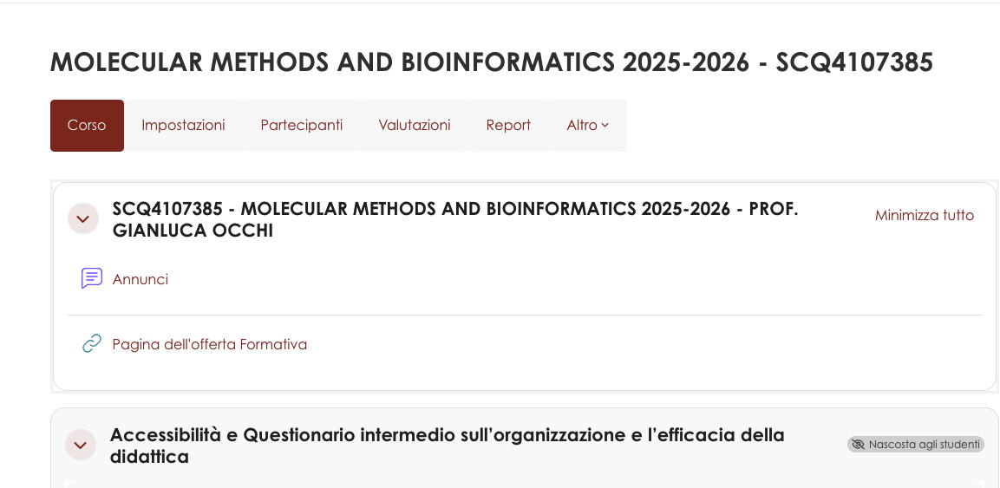 MOLECULAR METHODS AND BIOINFORMATICS 2025-2026 - SCQ4107385
Corso
Impostazioni
Partecipanti
Valutazioni
Report
Altro
SCQ4107385 - MOLECULAR METHODS AND BIOINFORMATICS 2025-2026 - PROF.
GIANLUCA OCCHI
Minimizza tutto
Annunci
Pagina dell'offerta Formativa
Accessibilità e Questionario intermedio sull’organizzazione e l’efficacia della
didattica
Nascosta agli studenti